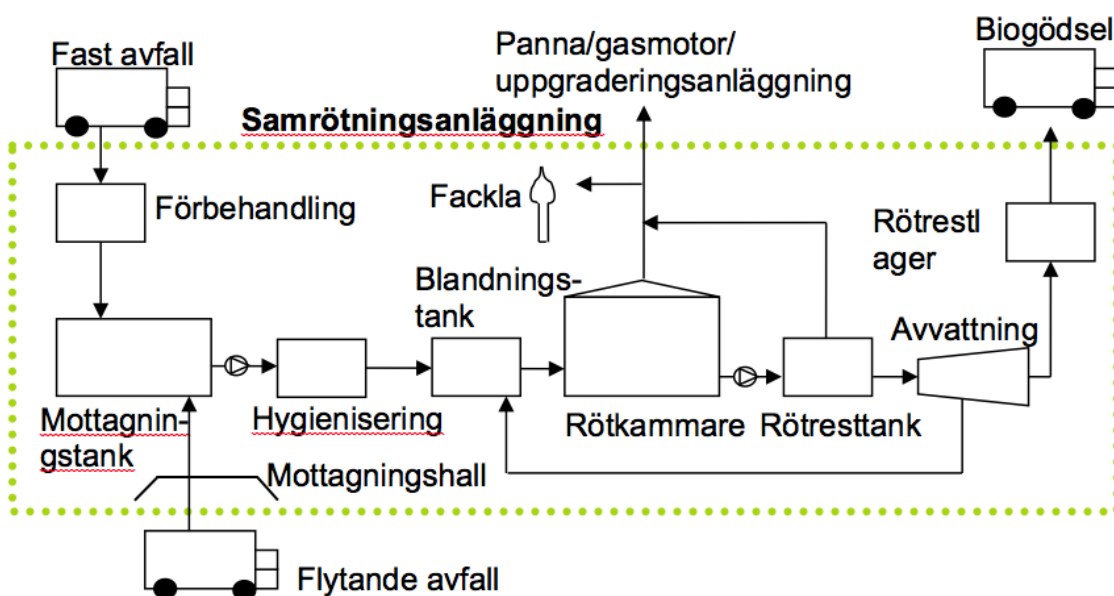 Fast avfall
Panna/gasmotor/
uppgraderingsanläggning
Biogödsel
Samrötningsanläggning
Förbehandling
Fackla
Rötrestl
ager
Blandnings-
tank
Avvattning
Mottagnin-
gstank
Hygienisering
Rötkammare
Rötresttank
Mottagningshall
Flytande avfall